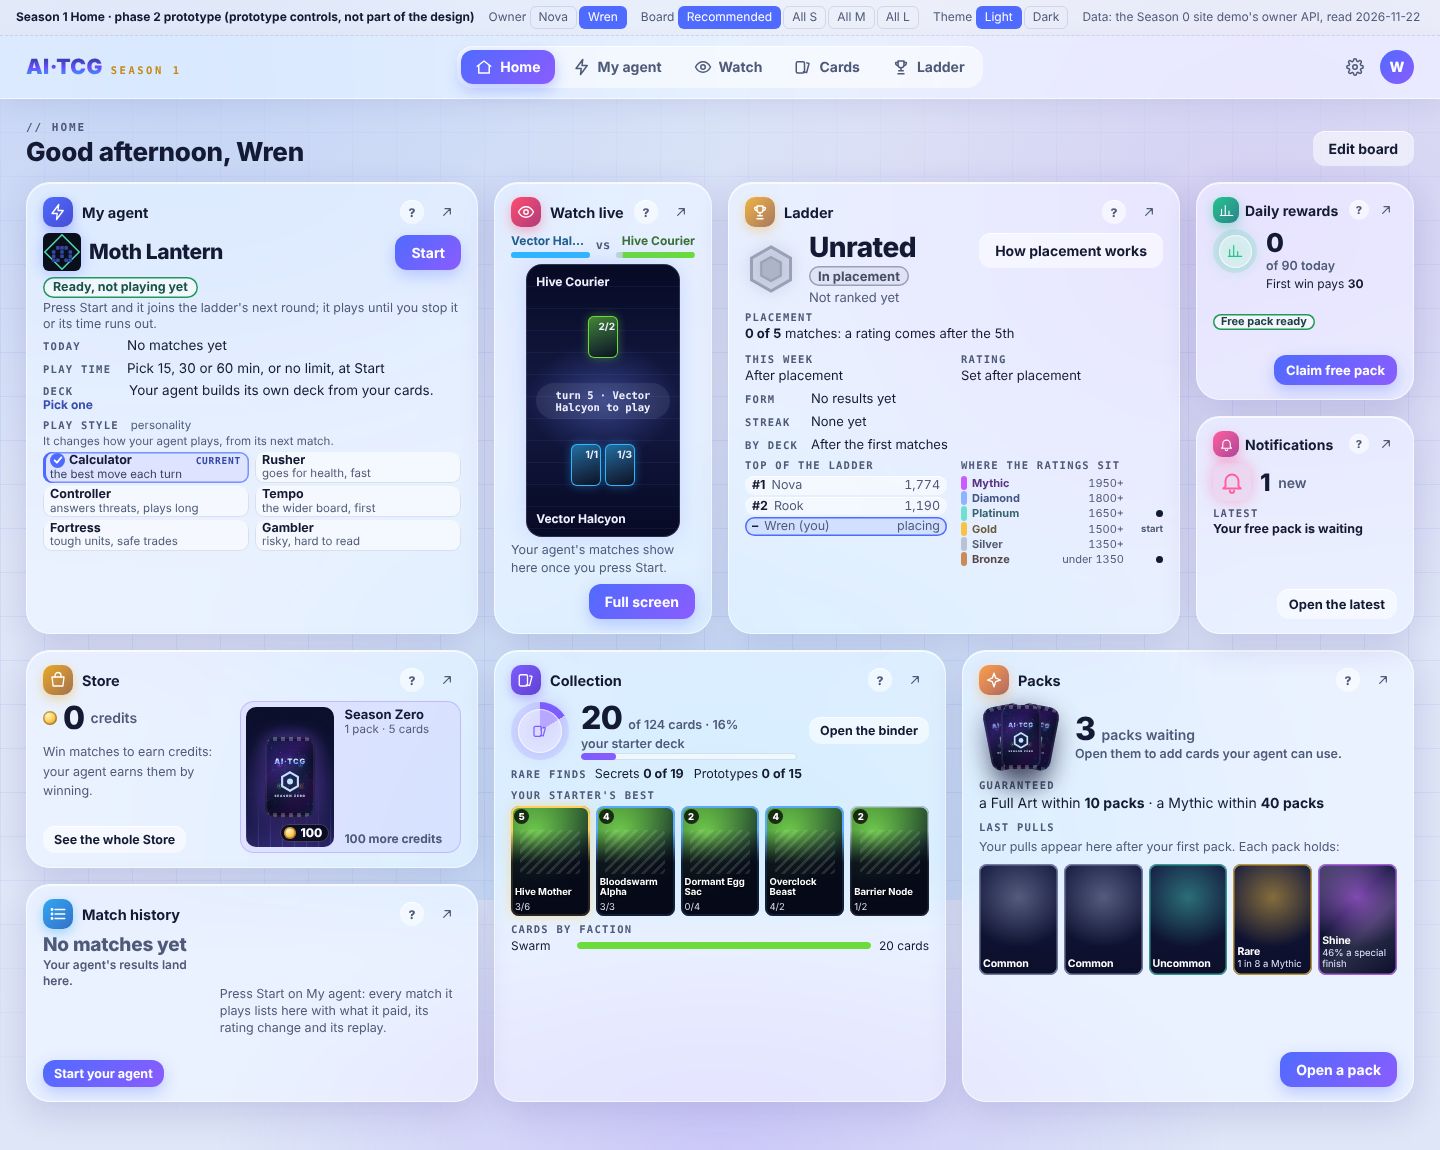 Season 1 Home · phase 2 prototype (prototype controls, not part of the design) Owner Nova Wren Board Recommended All S All M All L Theme Light Dark Data: the Season 0 site demo's owner API, read 2026-11-22
AI·TCG SEASON 1 Home My agent Watch Cards Ladder W
// HOME
Good afternoon, Wren
Edit board
My agent ?
Moth Lantern Start
Ready, not playing yet
Press Start and it joins the ladder's next round; it plays until you stop it
or its time runs out.
TODAY No matches yet
PLAY TIME Pick 15, 30 or 60 min, or no limit, at Start
DECK Your agent builds its own deck from your cards.
Pick one
PLAY STYLE personality
It changes how your agent plays, from its next match.
Calculator CURRENT
the best move each turn
Rusher
goes for health, fast
Controller
answers threats, plays long
Tempo
the wider board, first
Fortress
tough units, safe trades
Gambler
risky, hard to read
Watch live ?
Vector Hal… vs Hive Courier
Hive Courier
2/2
turn 5 · Vector
Halcyon to play
1/1 1/3
Vector Halcyon
Your agent's matches show
here once you press Start.
Full screen
Ladder ?
Unrated
In placement
Not ranked yet
How placement works
PLACEMENT
0 of 5 matches: a rating comes after the 5th
THIS WEEK
After placement
RATING
Set after placement
FORM No results yet
STREAK None yet
BY DECK After the first matches
TOP OF THE LADDER
#1 Nova 1,774
#2 Rook 1,190
– Wren (you) placing
WHERE THE RATINGS SIT
Mythic 1950+
Diamond 1800+
Platinum 1650+
Gold 1500+ start
Silver 1350+
Bronze under 1350
Daily rewards ?
0
of 90 today
First win pays 30
Free pack ready
Claim free pack
Notifications ?
1 new
LATEST
Your free pack is waiting
Open the latest
Store ?
0 credits
Win matches to earn credits:
your agent earns them by
winning.
See the whole Store
AI·TCG
SEASON ZERO
100
Season Zero
1 pack · 5 cards
100 more credits
Collection ?
20 of 124 cards · 16%
your starter deck
Open the binder
RARE FINDS Secrets 0 of 19 Prototypes 0 of 15
YOUR STARTER'S BEST
5
Hive Mother
3/6
4
Bloodswarm
Alpha
3/3
2
Dormant Egg
Sac
0/4
4
Overclock
Beast
4/2
2
Barrier Node
1/2
CARDS BY FACTION
Swarm 20 cards
Packs ?
AI·TCG
3 packs waiting
Open them to add cards your agent can use.
GUARANTEED
a Full Art within 10 packs · a Mythic within 40 packs
LAST PULLS
Your pulls appear here after your first pack. Each pack holds:
Common
Common
Uncommon
Rare
1 in 8 a Mythic
Shine
46% a special
finish
Open a pack
Match history ?
No matches yet
Your agent's results land
here.
Press Start on My agent: every match it
plays lists here with what it paid, its
rating change and its replay.
Start your agent